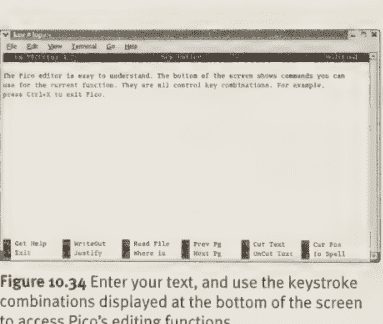 File Edit View Terminal Go Help
The Pico editor is easy to understand. The bottom of the screen shows commands you can
use for the current function. They are all control key combinations. For example,
press Ctrl+X to exit Pico.
Get Help WriteOut Read File Prev Pg Cut Text Cur Pos
Exit Justify Where is Next Pg UnCut Text to Spell
Figure 10.34 Enter your text, and use the keystroke
combinations displayed at the bottom of the screen
to access Pico's editing functions